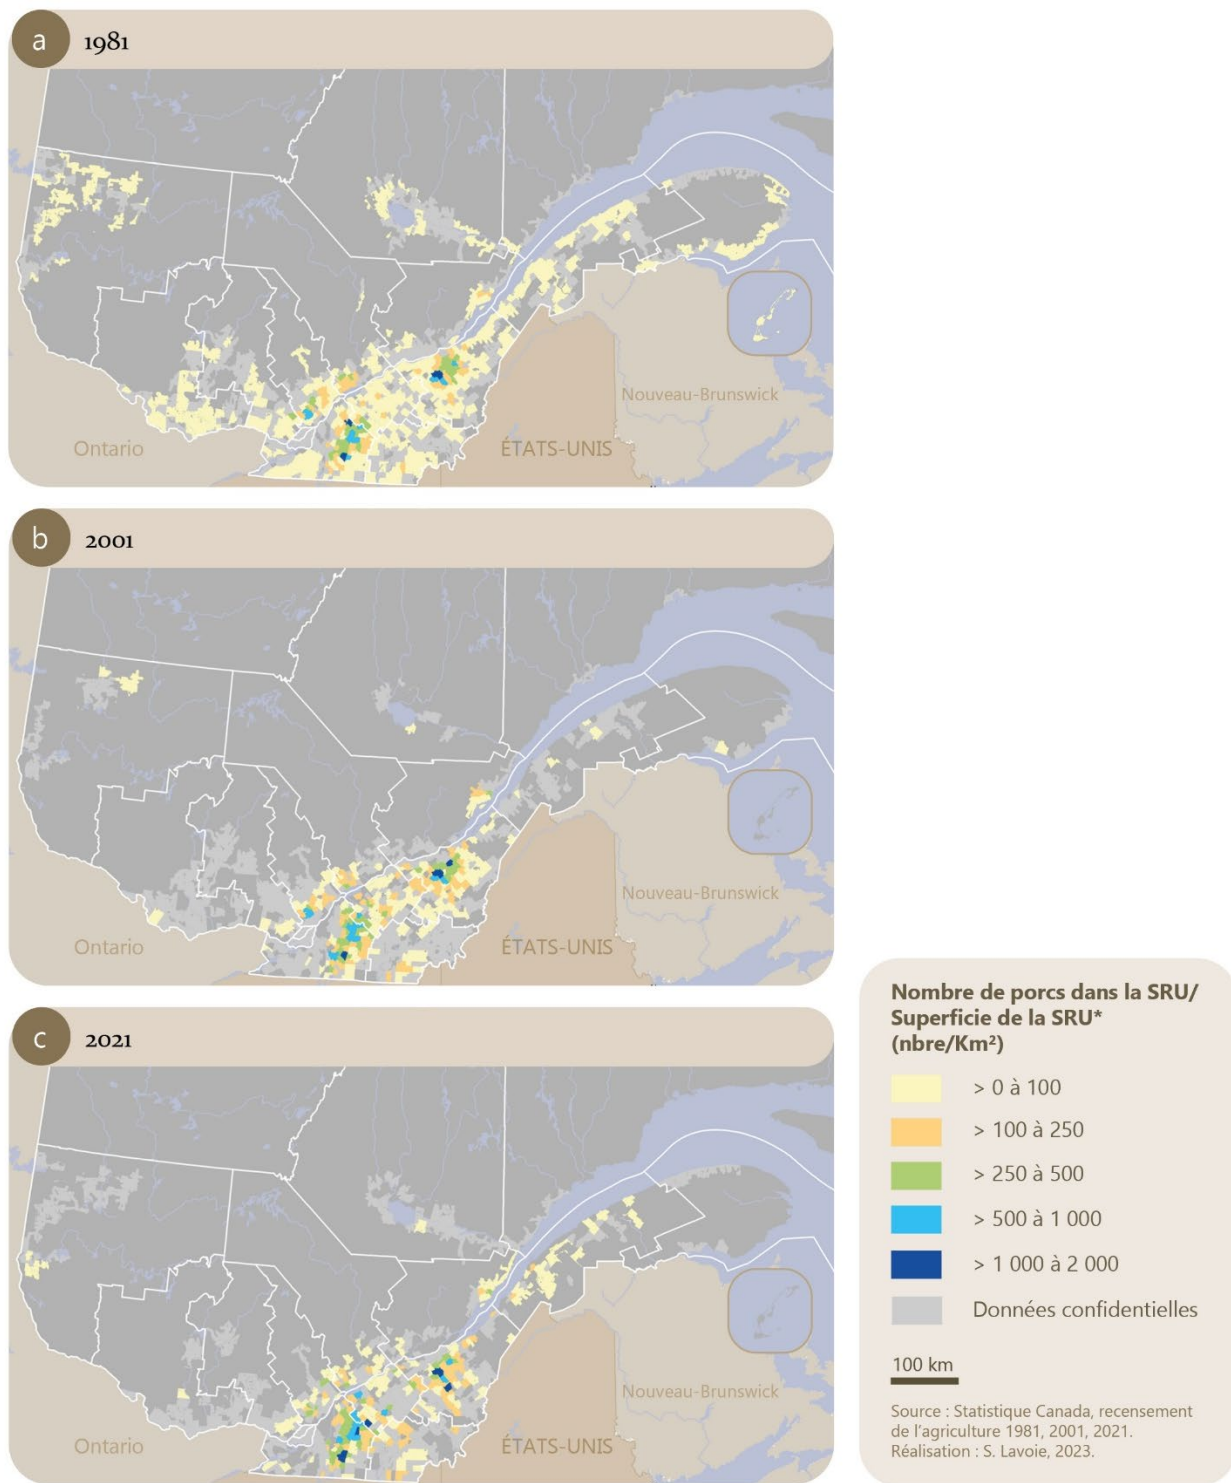 a
1981
Nouveau-Brunswick
Ontario
ÉTATS-UNIS
b
2001
Nouveau-Brunswick
Ontario
ÉTATS-UNIS
c
2021
Nouveau-Brunswick
Ontario
ÉTATS-UNIS
Nombre de porcs dans la SRU/
Superficie de la SRU*
(nbre/Km²)
> 0 à 100
> 100 à 250
> 250 à 500
> 500 à 1 000
> 1 000 à 2 000
Données confidentielles
100 km
Source : Statistique Canada, recensement
de l'agriculture 1981, 2001, 2021.
Réalisation : S. Lavoie, 2023.